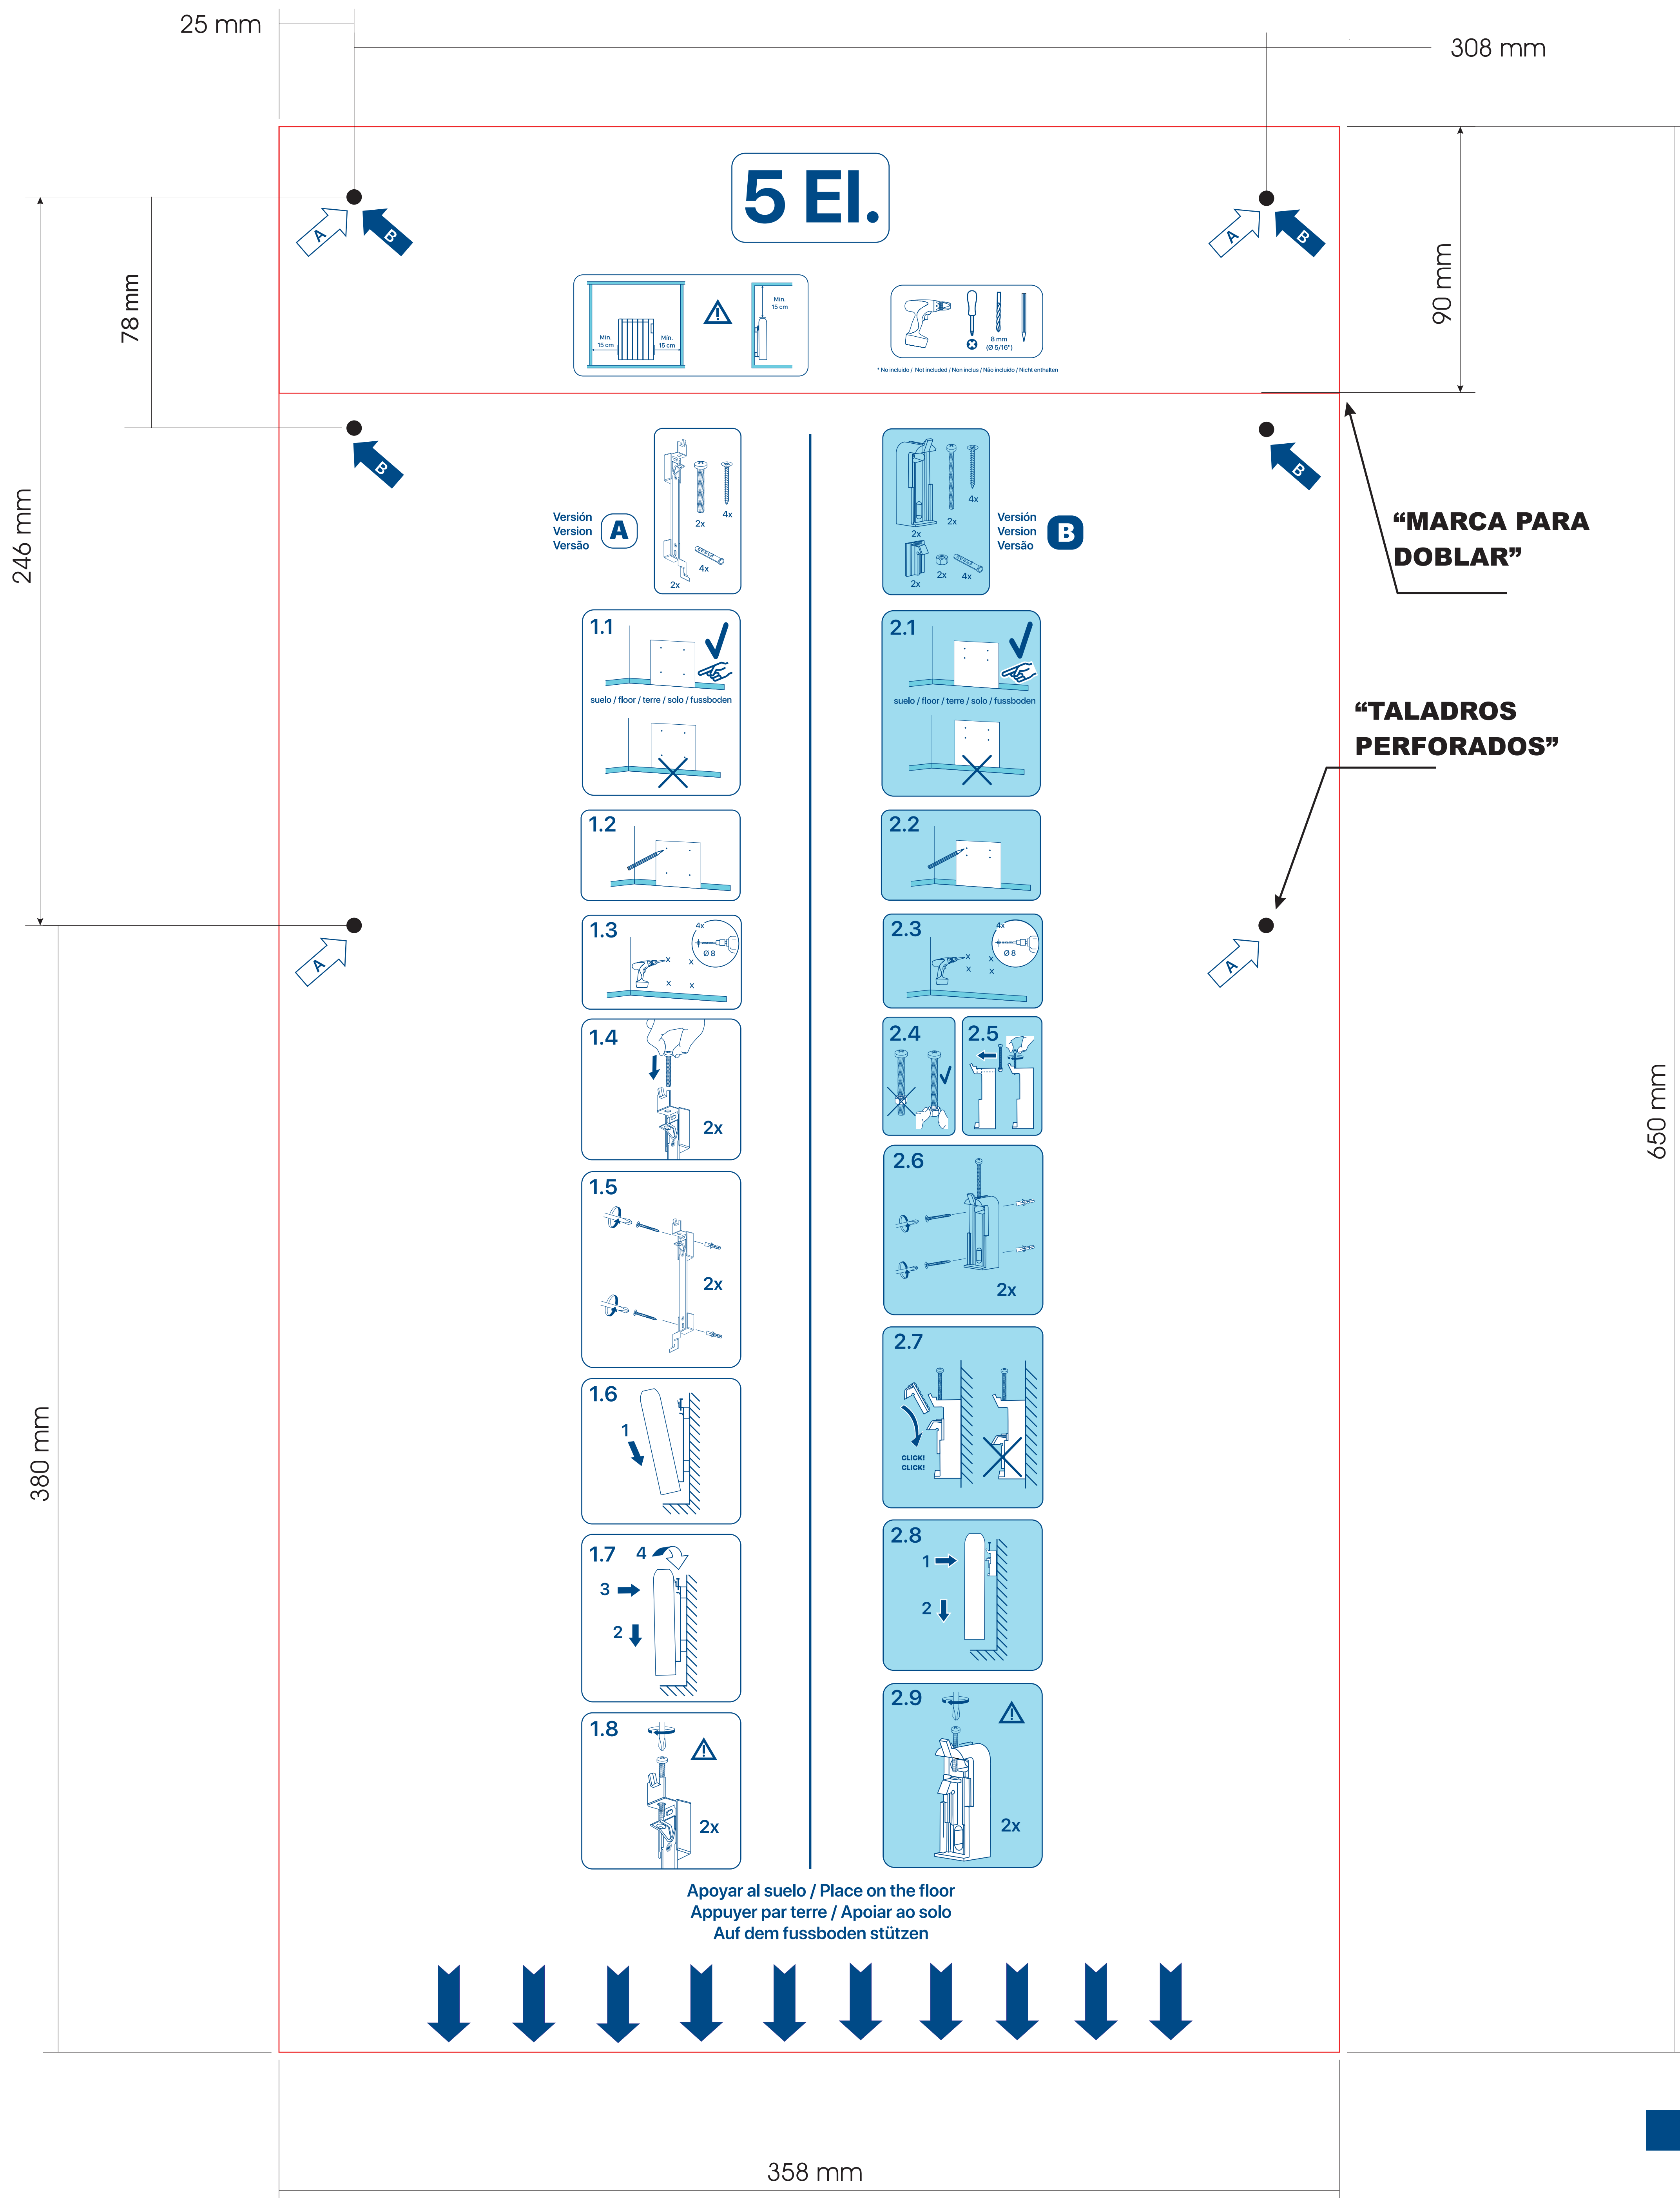 25 mm
308 mm
5 El.
A
B
A
B
78 mm
90 mm
246 mm
Mín.
15 cm
Mín.
15 cm
Mín.
15 cm
8 mm
(Ø 5/16")
* No incluido / Not included / Non inclus / Não incluido / Nicht enthalten
B
B
Versión
Version
Versão
A
2x
4x
4x
2x
2x
2x
4x
2x
2x
4x
Versión
Version
Versão
B
“MARCA PARA
DOBLAR”
“TALADROS
PERFORADOS”
1.1
suelo / floor / terre / solo / fussboden
2.1
suelo / floor / terre / solo / fussboden
1.2
2.2
1.3
4x
Ø 8
x
x
x
x
2.3
4x
Ø 8
x
x
x
x
A
A
1.4
2x
2.4
2.5
1.5
2x
2.6
2x
650 mm
380 mm
1.6
1
2.7
CLICK!
CLICK!
1.7
4
3
2
2.8
1
2
1.8
2x
2.9
2x
Apoyar al suelo / Place on the floor
Appuyer par terre / Apoiar ao solo
Auf dem fussboden stützen
358 mm